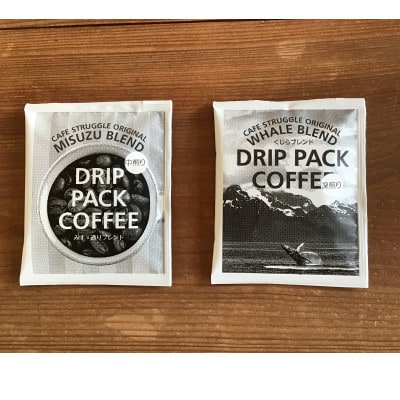 CAFE STRUGGLE ORIGINAL
MISUZU BLEND
中煎り
DRIP
PACK
COFFEE
みすゞ通りブレンド
CAFE STRUGGLE ORIGINAL
WHALE BLEND
くじらブレンド
DRIP PACK
COFFEE
深煎り